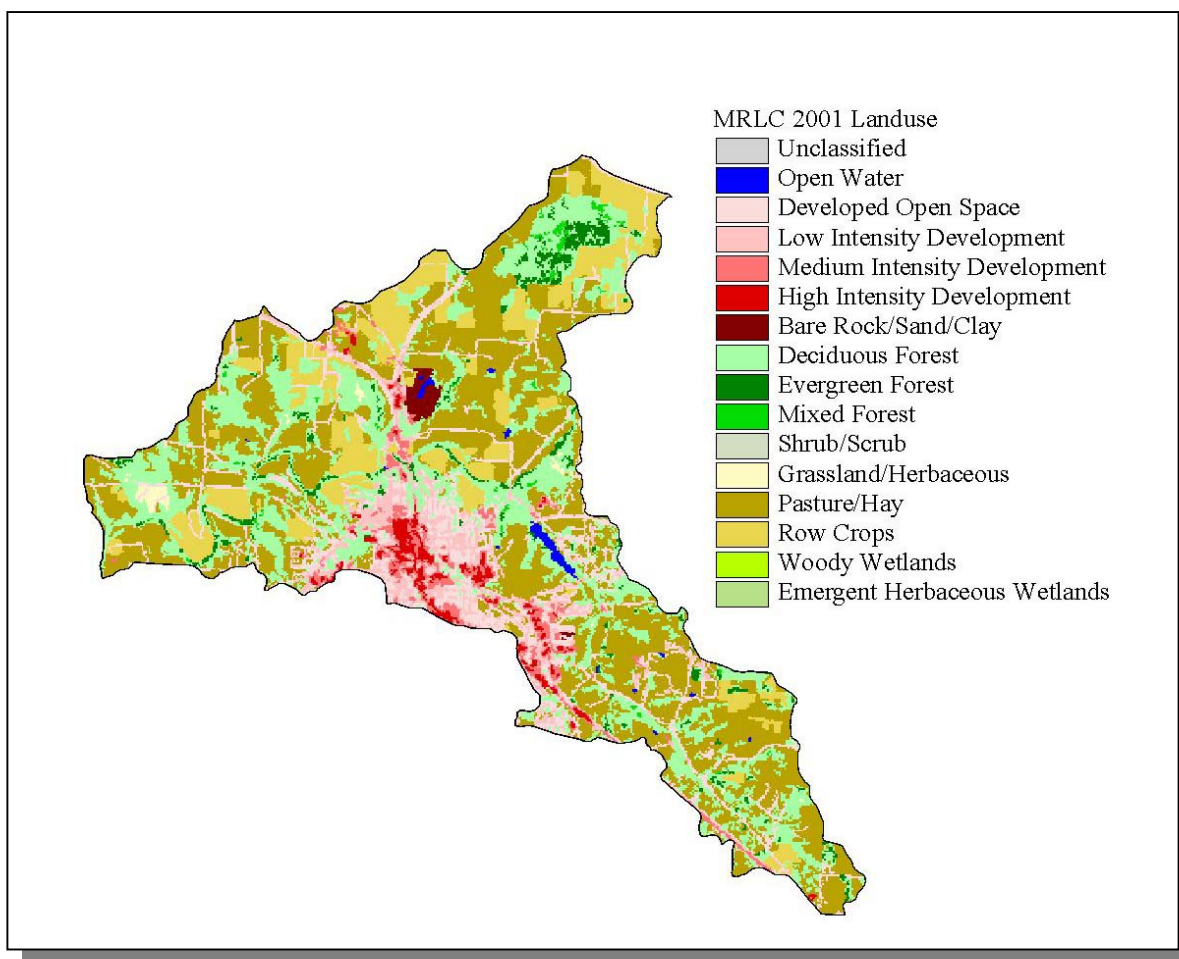 MRLC 2001 Landuse
Unclassified
Open Water
Developed Open Space
Low Intensity Development
Medium Intensity Development
High Intensity Development
Bare Rock/Sand/Clay
Deciduous Forest
Evergreen Forest
Mixed Forest
Shrub/Scrub
Grassland/Herbaceous
Pasture/Hay
Row Crops
Woody Wetlands
Emergent Herbaceous Wetlands